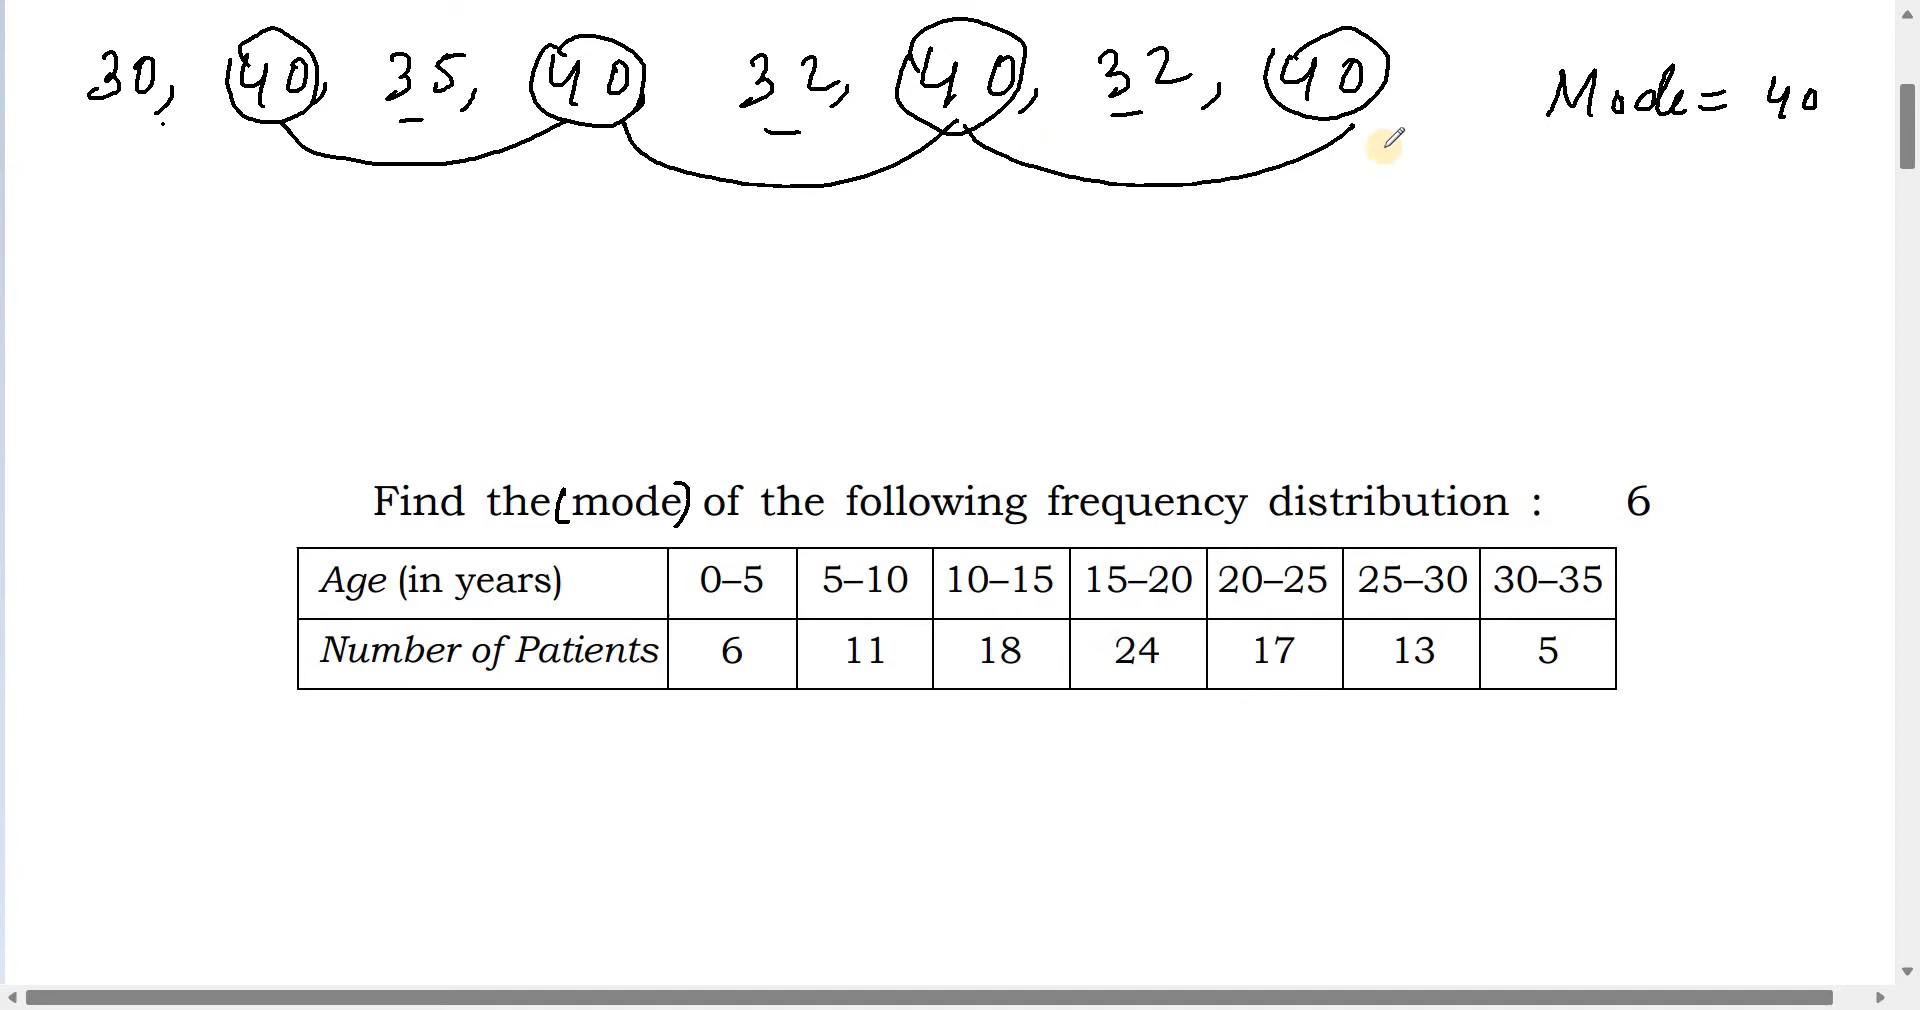 30, 40, 35, 40 32, 40, 32, 40 Mode = 40
Find the (mode) of the following frequency distribution : 6
Age (in years) 0–5 5–10 10–15 15–20 20–25 25–30 30–35
Number of Patients 6 11 18 24 17 13 5